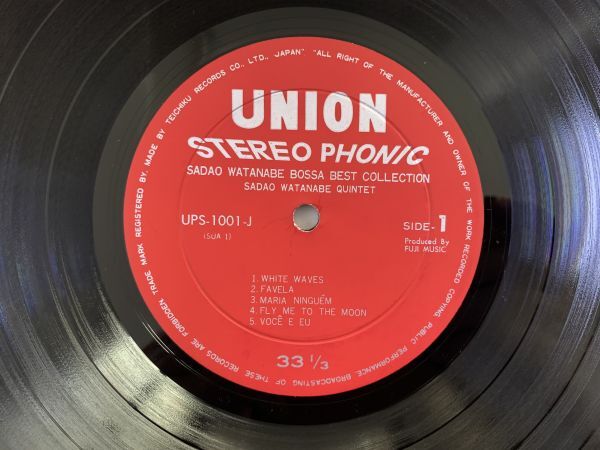 TRADE MARK REGISTERED. BY. MADE BY TEICHIKU RECORDS CO., LTD., JAPAN" "ALL RIGHT OF THE MANUFACTURER AND OWNER OF THE WORK RECORDED COPYING PUBLIC PERFORMANCE, BROADCASTING OF THESE RECORDS ARE FORBIDDEN
UNION
STEREO PHONIC
SADAO WATANABE BOSSA BEST COLLECTION
SADAO WATANABE QUINTET
UPS-1001-J
(SUA 1)
SIDE-1
Produced By
FUJI MUSIC
1. WHITE WAVES
2. FAVELA
3. MARIA NINGUÉM
4. FLY ME TO THE MOON
5. VOCÊ E EU
33 1/3